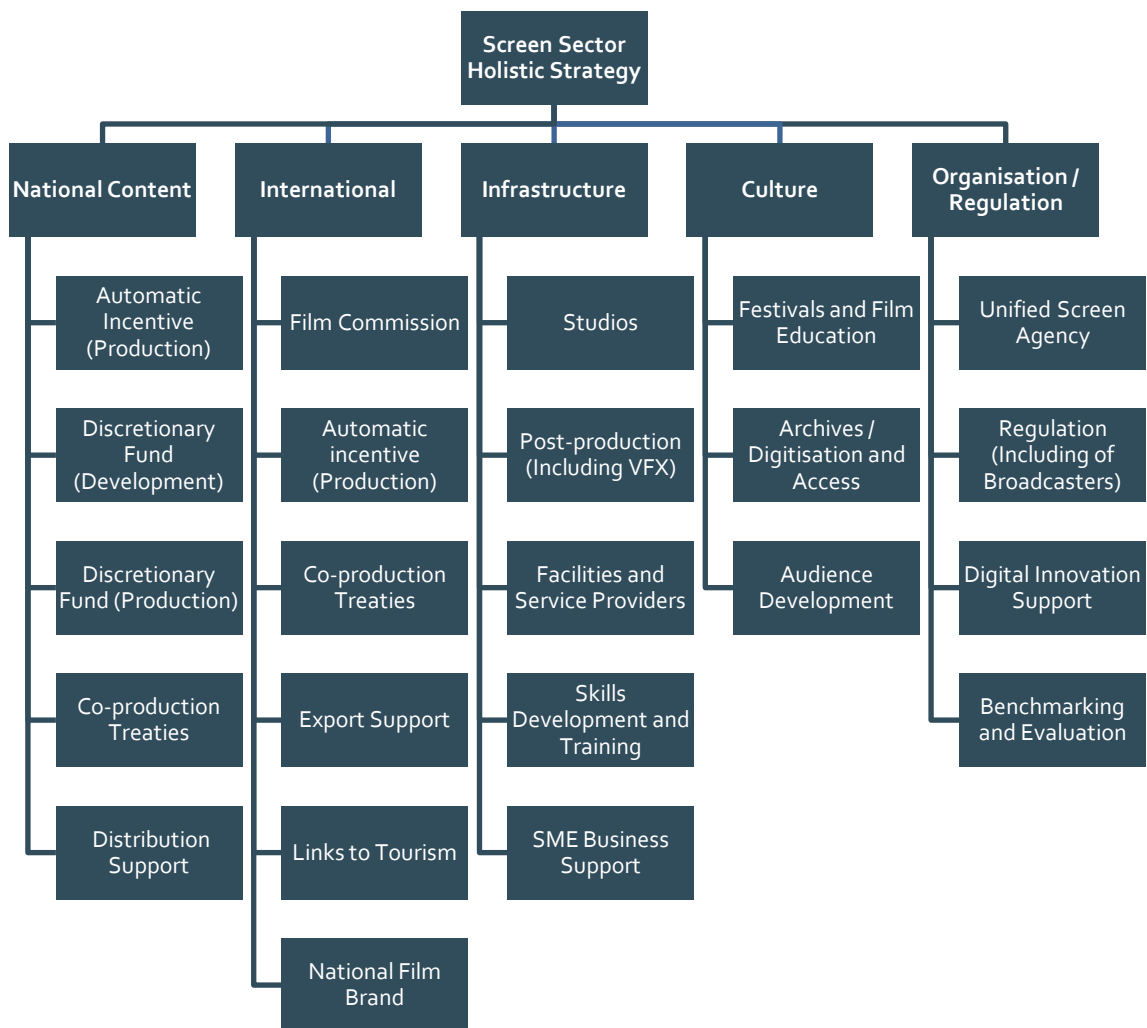 Screen Sector
Holistic Strategy
National Content
International
Infrastructure
Culture
Organisation /
Regulation
Automatic
Incentive
(Production)
Discretionary
Fund
(Development)
Discretionary
Fund (Production)
Co-production
Treaties
Distribution
Support
Film Commission
Automatic
incentive
(Production)
Co-production
Treaties
Export Support
Links to Tourism
National Film
Brand
Studios
Post-production
(Including VFX)
Facilities and
Service Providers
Skills
Development and
Training
SME Business
Support
Festivals and Film
Education
Archives /
Digitisation and
Access
Audience
Development
Unified Screen
Agency
Regulation
(Including of
Broadcasters)
Digital Innovation
Support
Benchmarking
and Evaluation